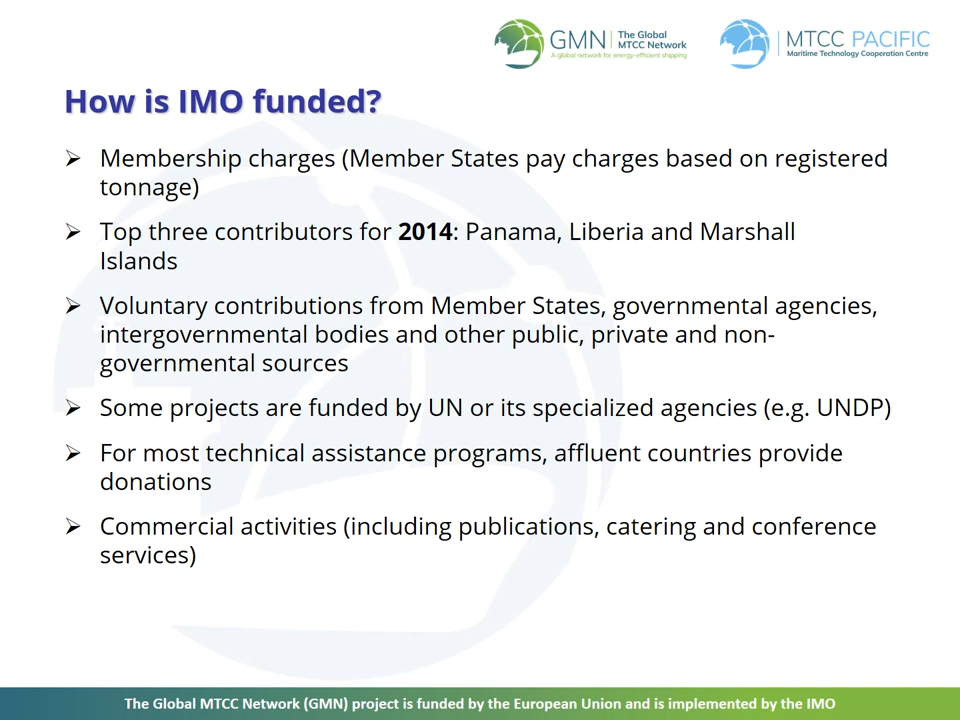 GMN
The Global
MTCC Network
A global network for energy-efficient shipping
MTCC PACIFIC
Maritime Technology Cooperation Centre
How is IMO funded?
Membership charges (Member States pay charges based on registered
tonnage)
Top three contributors for 2014: Panama, Liberia and Marshall
Islands
Voluntary contributions from Member States, governmental agencies,
intergovernmental bodies and other public, private and non-
governmental sources
Some projects are funded by UN or its specialized agencies (e.g. UNDP)
For most technical assistance programs, affluent countries provide
donations
Commercial activities (including publications, catering and conference
services)
The Global MTCC Network (GMN) project is funded by the European Union and is implemented by the IMO